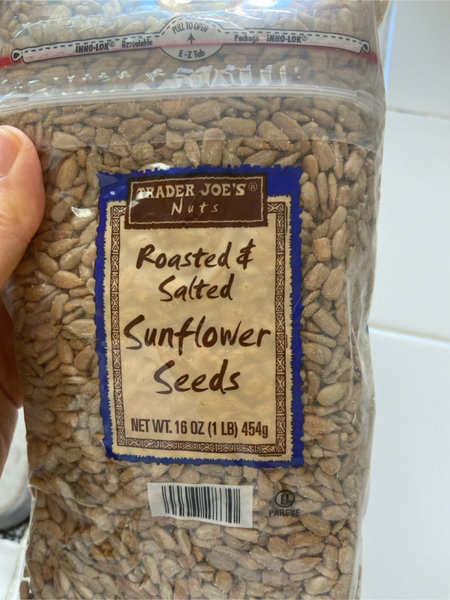 PULL TO OPEN
INNO-LOK® Resealable
Package INNO-LOK®
E-Z Tab
TRADER JOE'S®
Nuts
Roasted &
Salted
Sunflower
Seeds
NET WT. 16 OZ (1 LB) 454g
PAREVE